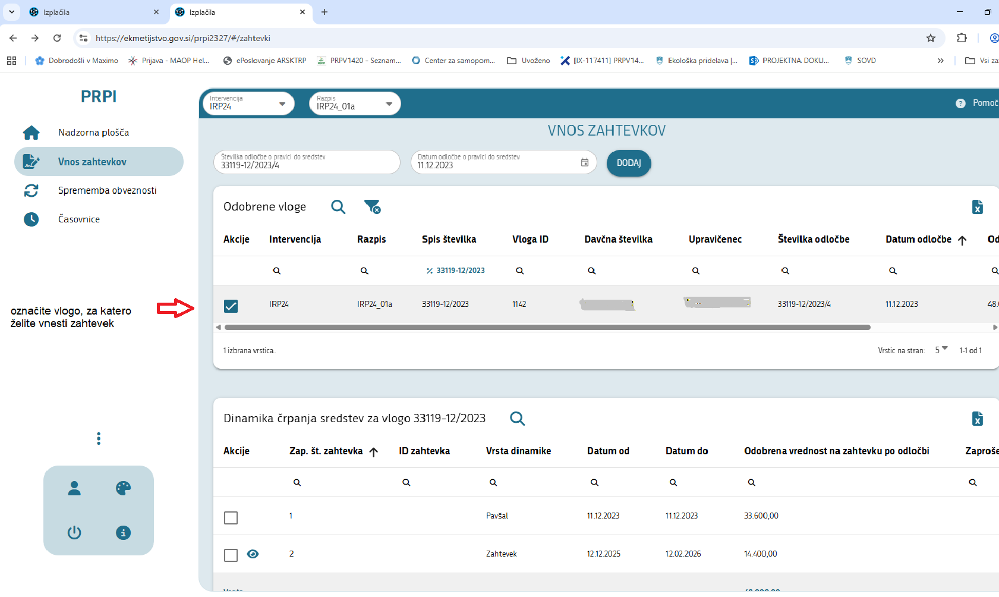 Izplačila
Izplačila
https://ekmetijstvo.gov.si/prpi2327/#/zahtevki
Dobrodošli v Maximo
Prijava - MAOP Hel...
ePoslovanje ARSKTRP
PRPV1420 - Seznam...
Center za samopom...
Uvoženo
[IX-117411] PRPV14...
Ekološka pridelava |...
PROJEKTNA DOKU...
SOVD
Vsi za
PRPI
Nadzorna plošča
Vnos zahtevkov
Sprememba obveznosti
Časovnice
označite vlogo, za katero
želite vnesti zahtevek
Intervencija
IRP24
Razpis
IRP24_01a
Pomoč
VNOS ZAHTEVKOV
Številka odločbe o pravici do sredstev
33119-12/2023/4
Datum odločbe o pravici do sredstev
11.12.2023
DODAJ
Odobrene vloge
Akcije Intervencija Razpis Spis številka Vloga ID Davčna številka Upravičenec Številka odločbe Datum odločbe Od
33119-12/2023
IRP24 IRP24_01a 33119-12/2023 1142 33119-12/2023/4 11.12.2023 48.
1 izbrana vrstica.
Vrstic na stran: 5 1-1 od 1
Dinamika črpanja sredstev za vlogo 33119-12/2023
Akcije Zap. št. zahtevka ID zahtevka Vrsta dinamike Datum od Datum do Odobrena vrednost na zahtevku po odločbi Zaproše
1 Pavšal 11.12.2023 11.12.2023 33.600,00
2 Zahtevek 12.12.2025 12.02.2026 14.400,00